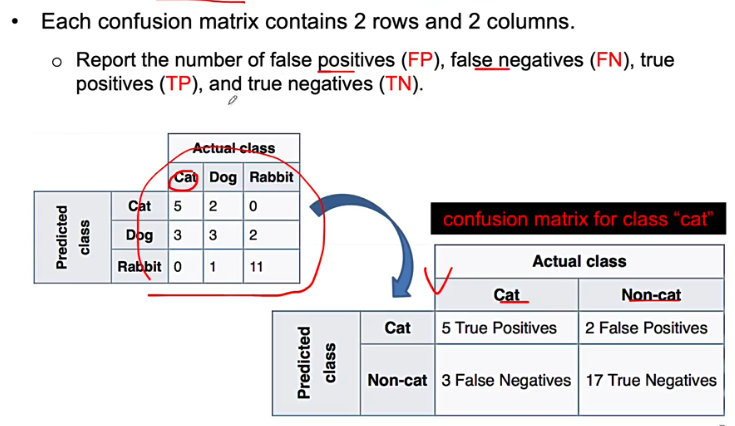 • Each confusion matrix contains 2 rows and 2 columns.
o Report the number of false positives (FP), false negatives (FN), true
positives (TP), and true negatives (TN).
Actual class
Cat Dog Rabbit
Predicted
class
Cat 5 2 0
Dog 3 3 2
Rabbit 0 1 11
confusion matrix for class “cat”
Actual class
Cat Non-cat
Predicted
class
Cat 5 True Positives 2 False Positives
Non-cat 3 False Negatives 17 True Negatives